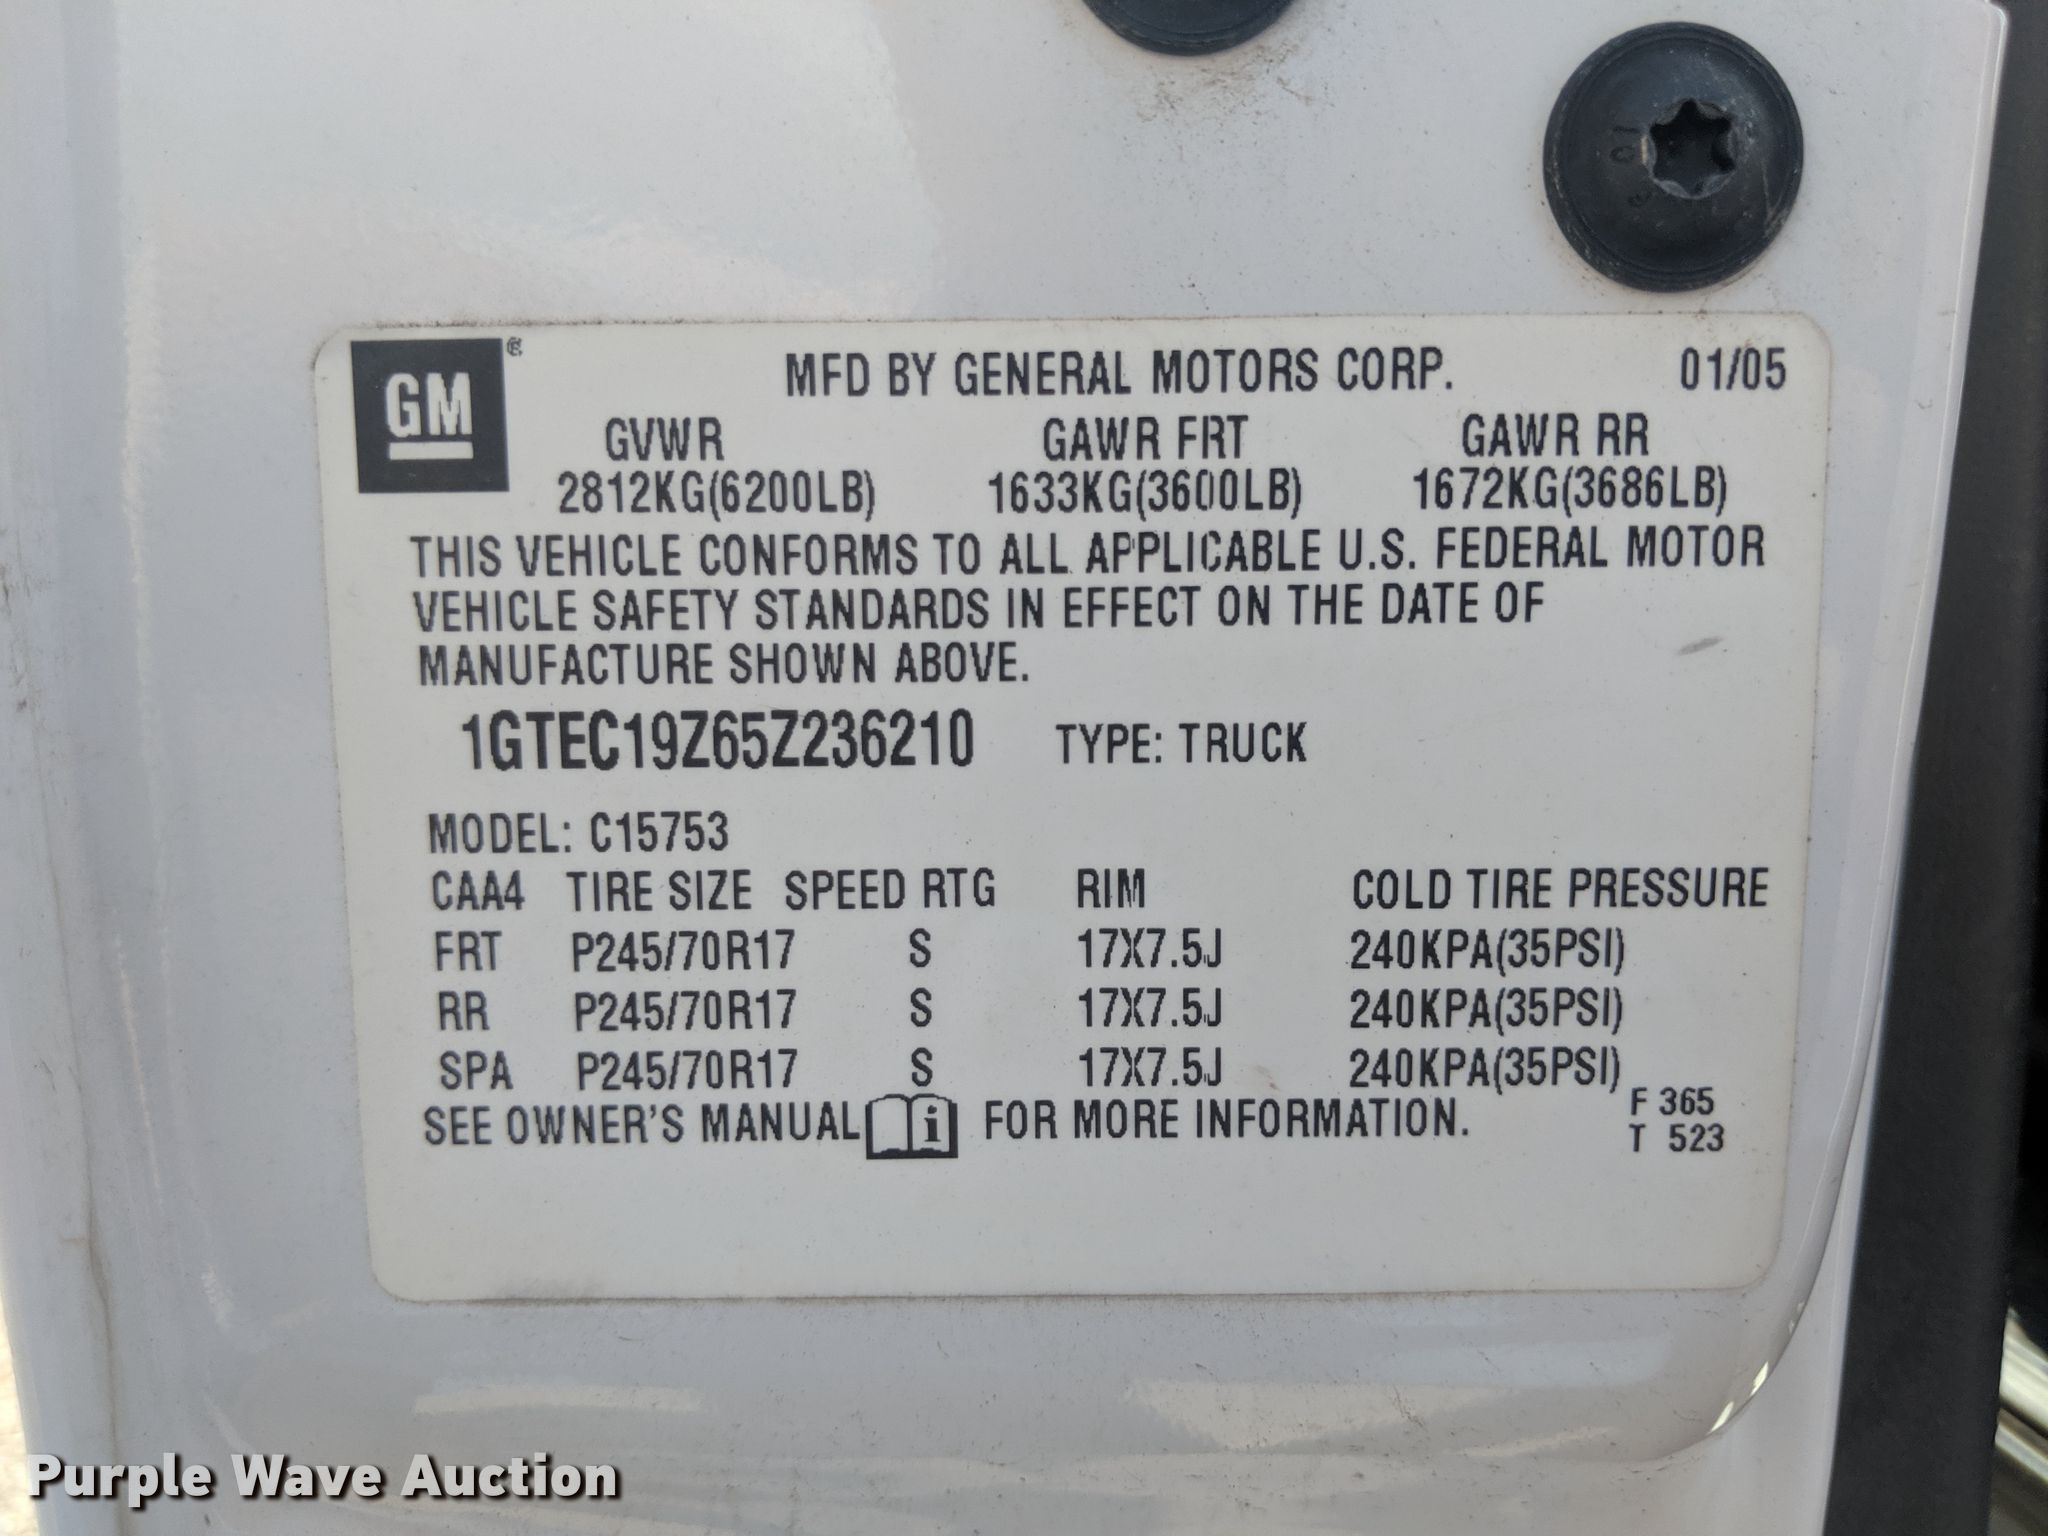 GM
MFD BY GENERAL MOTORS CORP. 01/05
GVWR GAWR FRT GAWR RR
2812KG(6200LB) 1633KG(3600LB) 1672KG(3686LB)
THIS VEHICLE CONFORMS TO ALL APPLICABLE U.S. FEDERAL MOTOR
VEHICLE SAFETY STANDARDS IN EFFECT ON THE DATE OF
MANUFACTURE SHOWN ABOVE.
1GTEC19Z65Z236210 TYPE: TRUCK
MODEL: C15753
CAA4 TIRE SIZE SPEED RTG RIM COLD TIRE PRESSURE
FRT P245/70R17 S 17X7.5J 240KPA(35PSI)
RR P245/70R17 S 17X7.5J 240KPA(35PSI)
SPA P245/70R17 S 17X7.5J 240KPA(35PSI)
SEE OWNER'S MANUAL i FOR MORE INFORMATION.
F 365
T 523
Purple Wave Auction